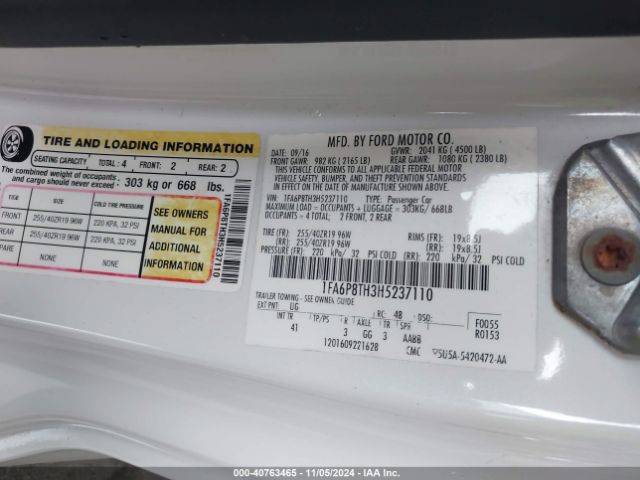 TIRE AND LOADING INFORMATION
SEATING CAPACITY TOTAL: 4 FRONT: 2 REAR: 2
The combined weight of occupants and cargo should never exceed: 303 kg or 668 lbs.
TIRE SIZE COLD TIRE PRESSURE
FRONT 255/40ZR19 96W 220 KPA, 32 PSI
REAR 255/40ZR19 96W 220 KPA, 32 PSI
SPARE NONE NONE
SEE OWNERS
MANUAL FOR
ADDITIONAL
INFORMATION
1FA6P8TH3H5237110
MFD. BY FORD MOTOR CO.
DATE: 09/16 GVWR: 2041 KG (4500 LB)
FRONT GAWR: 982 KG (2165 LB) REAR GAWR: 1080 KG (2380 LB)
THIS VEHICLE CONFORMS TO ALL APPLICABLE FEDERAL MOTOR
VEHICLE SAFETY, BUMPER, AND THEFT PREVENTION STANDARDS
IN EFFECT ON THE DATE OF MANUFACTURE SHOWN ABOVE.
VIN: 1FA6P8TH3H5237110 TYPE: Passenger Car
MAXIMUM LOAD = OCCUPANTS + LUGGAGE = 303KG/ 668LB
OCCUPANTS = 4 TOTAL: 2 FRONT, 2 REAR
TIRE (FR): 255/40ZR19 96W RIMS (FR): 19x8.5J
(RR): 255/40ZR19 96W (RR): 19x8.5J
PRESSURE (FR): 220 kPa/ 32 (RR): 220 kPa/ 32 PSI COLD
1FA6P8TH3H5237110
TRAILER TOWING - SEE OWNER GUIDE
EXT PNT: UG RC: 48 DSO: F0055
INT TR TP/PS R AXLE TR SPR R0153
41 3 GG 3 AABB
1201609221628 CMC 5U5A-5420472-AA
00-40763465 - 11/05/2024 - IAAI.COM